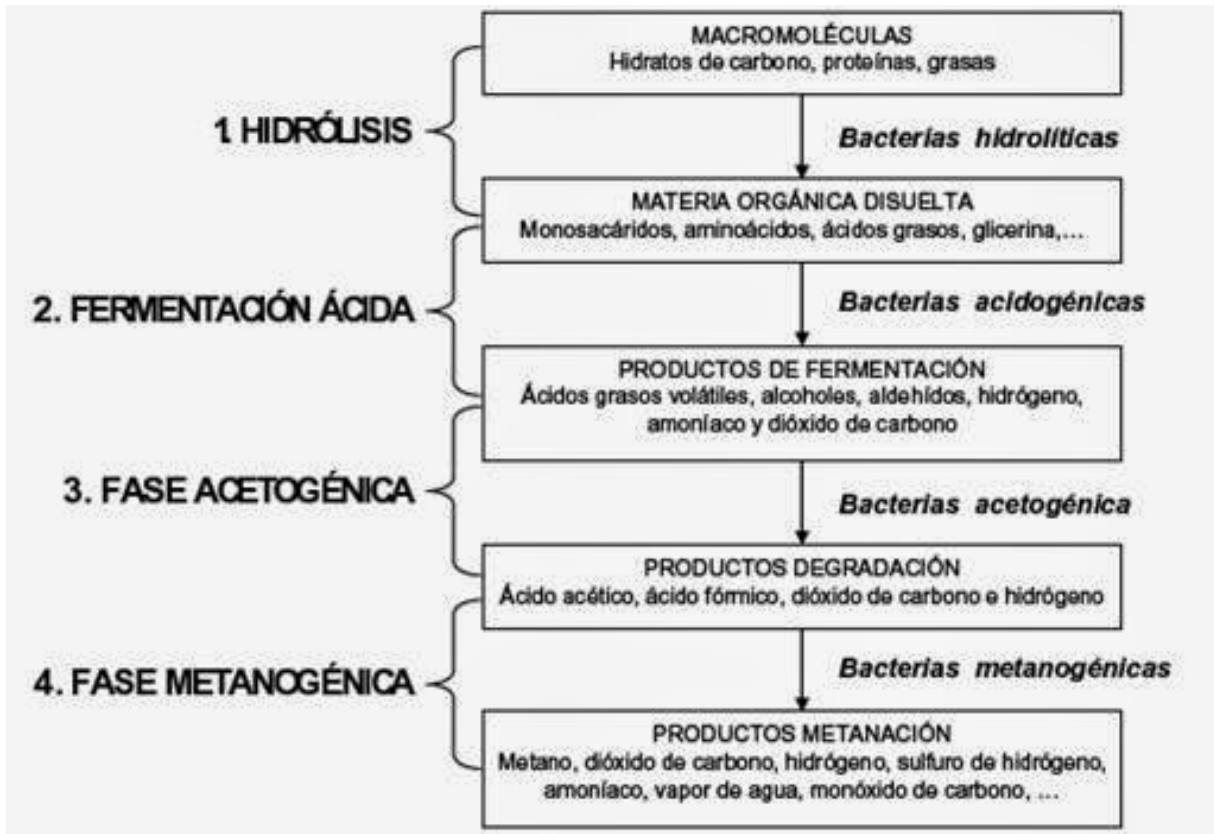 MACROMOLÉCULAS
Hidratos de carbono, proteínas, grasas
1. HIDRÓLISIS
Bacterias hidrolíticas
MATERIA ORGÁNICA DISUELTA
Monosacáridos, aminoácidos, ácidos grasos, glicerina,...
2. FERMENTACIÓN ÁCIDA
Bacterias acidogénicas
PRODUCTOS DE FERMENTACIÓN
Ácidos grasos volátiles, alcoholes, aldehídos, hidrógeno,
amoníaco y dióxido de carbono
3. FASE ACETOGÉNICA
Bacterias acetogénica
PRODUCTOS DEGRADACIÓN
Ácido acético, ácido fórmico, dióxido de carbono e hidrógeno
4. FASE METANOGÉNICA
Bacterias metanogénicas
PRODUCTOS METANACIÓN
Metano, dióxido de carbono, hidrógeno, sulfuro de hidrógeno,
amoníaco, vapor de agua, monóxido de carbono, ...